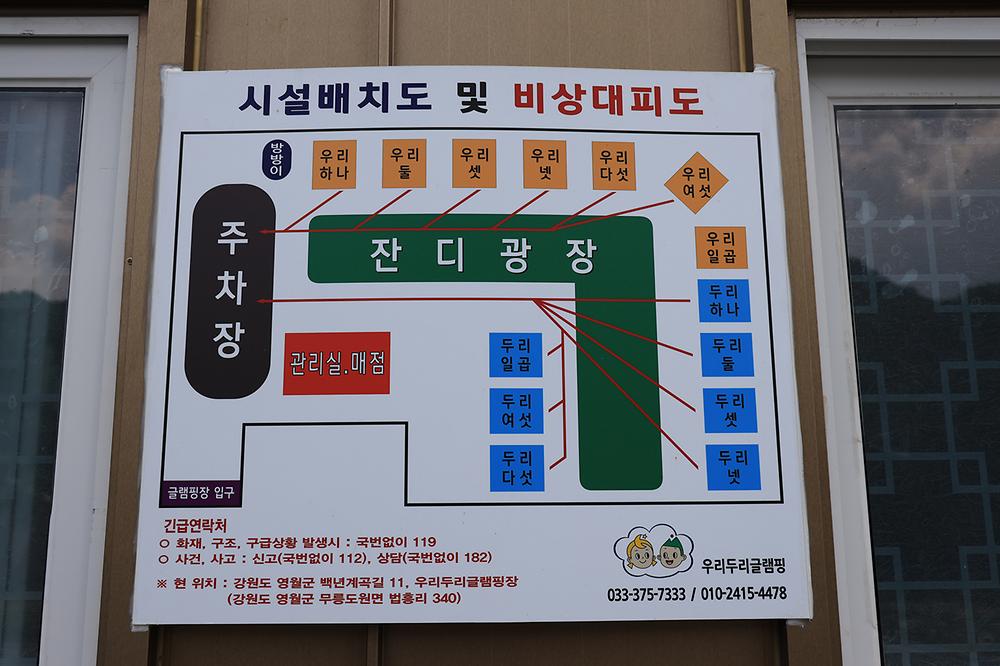 시설배치도 및 비상대피도
방방이
우리
하나
우리
둘
우리
셋
우리
넷
우리
다섯
우리
여섯
주차장
잔디광장
우리
일곱
두리
하나
관리실.매점
두리
일곱
두리
둘
두리
여섯
두리
셋
두리
다섯
두리
넷
글램핑장 입구
긴급연락처
○ 화재, 구조, 구급상황 발생시 : 국번없이 119
○ 사건, 사고 : 신고(국번없이 112), 상담(국번없이 182)
※ 현 위치 : 강원도 영월군 백년계곡길 11, 우리두리글램핑장
(강원도 영월군 무릉도원면 법흥리 340)
우리두리글램핑
033-375-7333 / 010-2415-4478